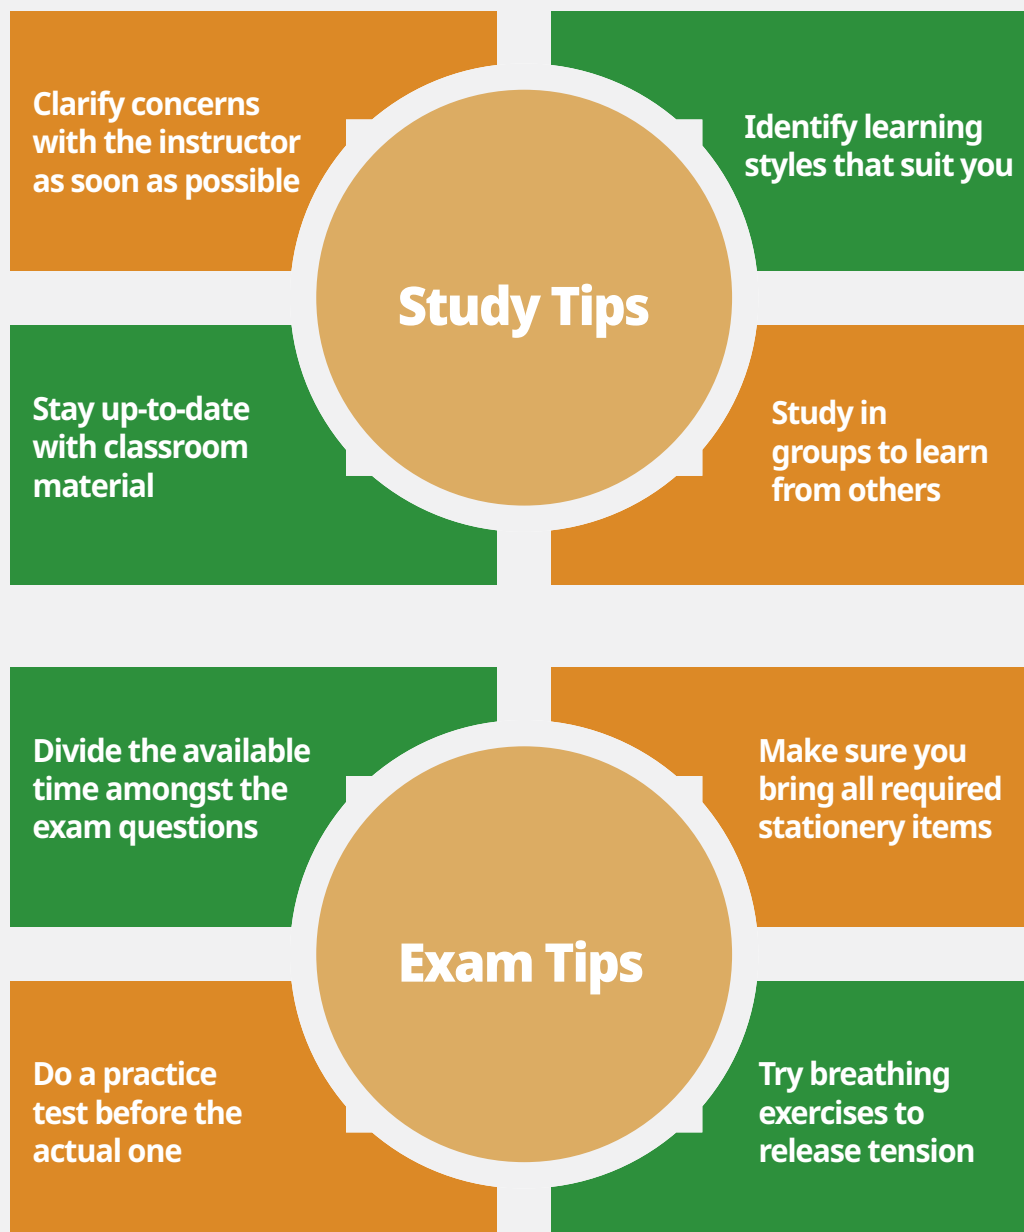 Clarify concerns
with the instructor
as soon as possible
Identify learning
styles that suit you
Study Tips
Stay up-to-date
with classroom
material
Study in
groups to learn
from others
Divide the available
time amongst the
exam questions
Make sure you
bring all required
stationery items
Exam Tips
Do a practice
test before the
actual one
Try breathing
exercises to
release tension